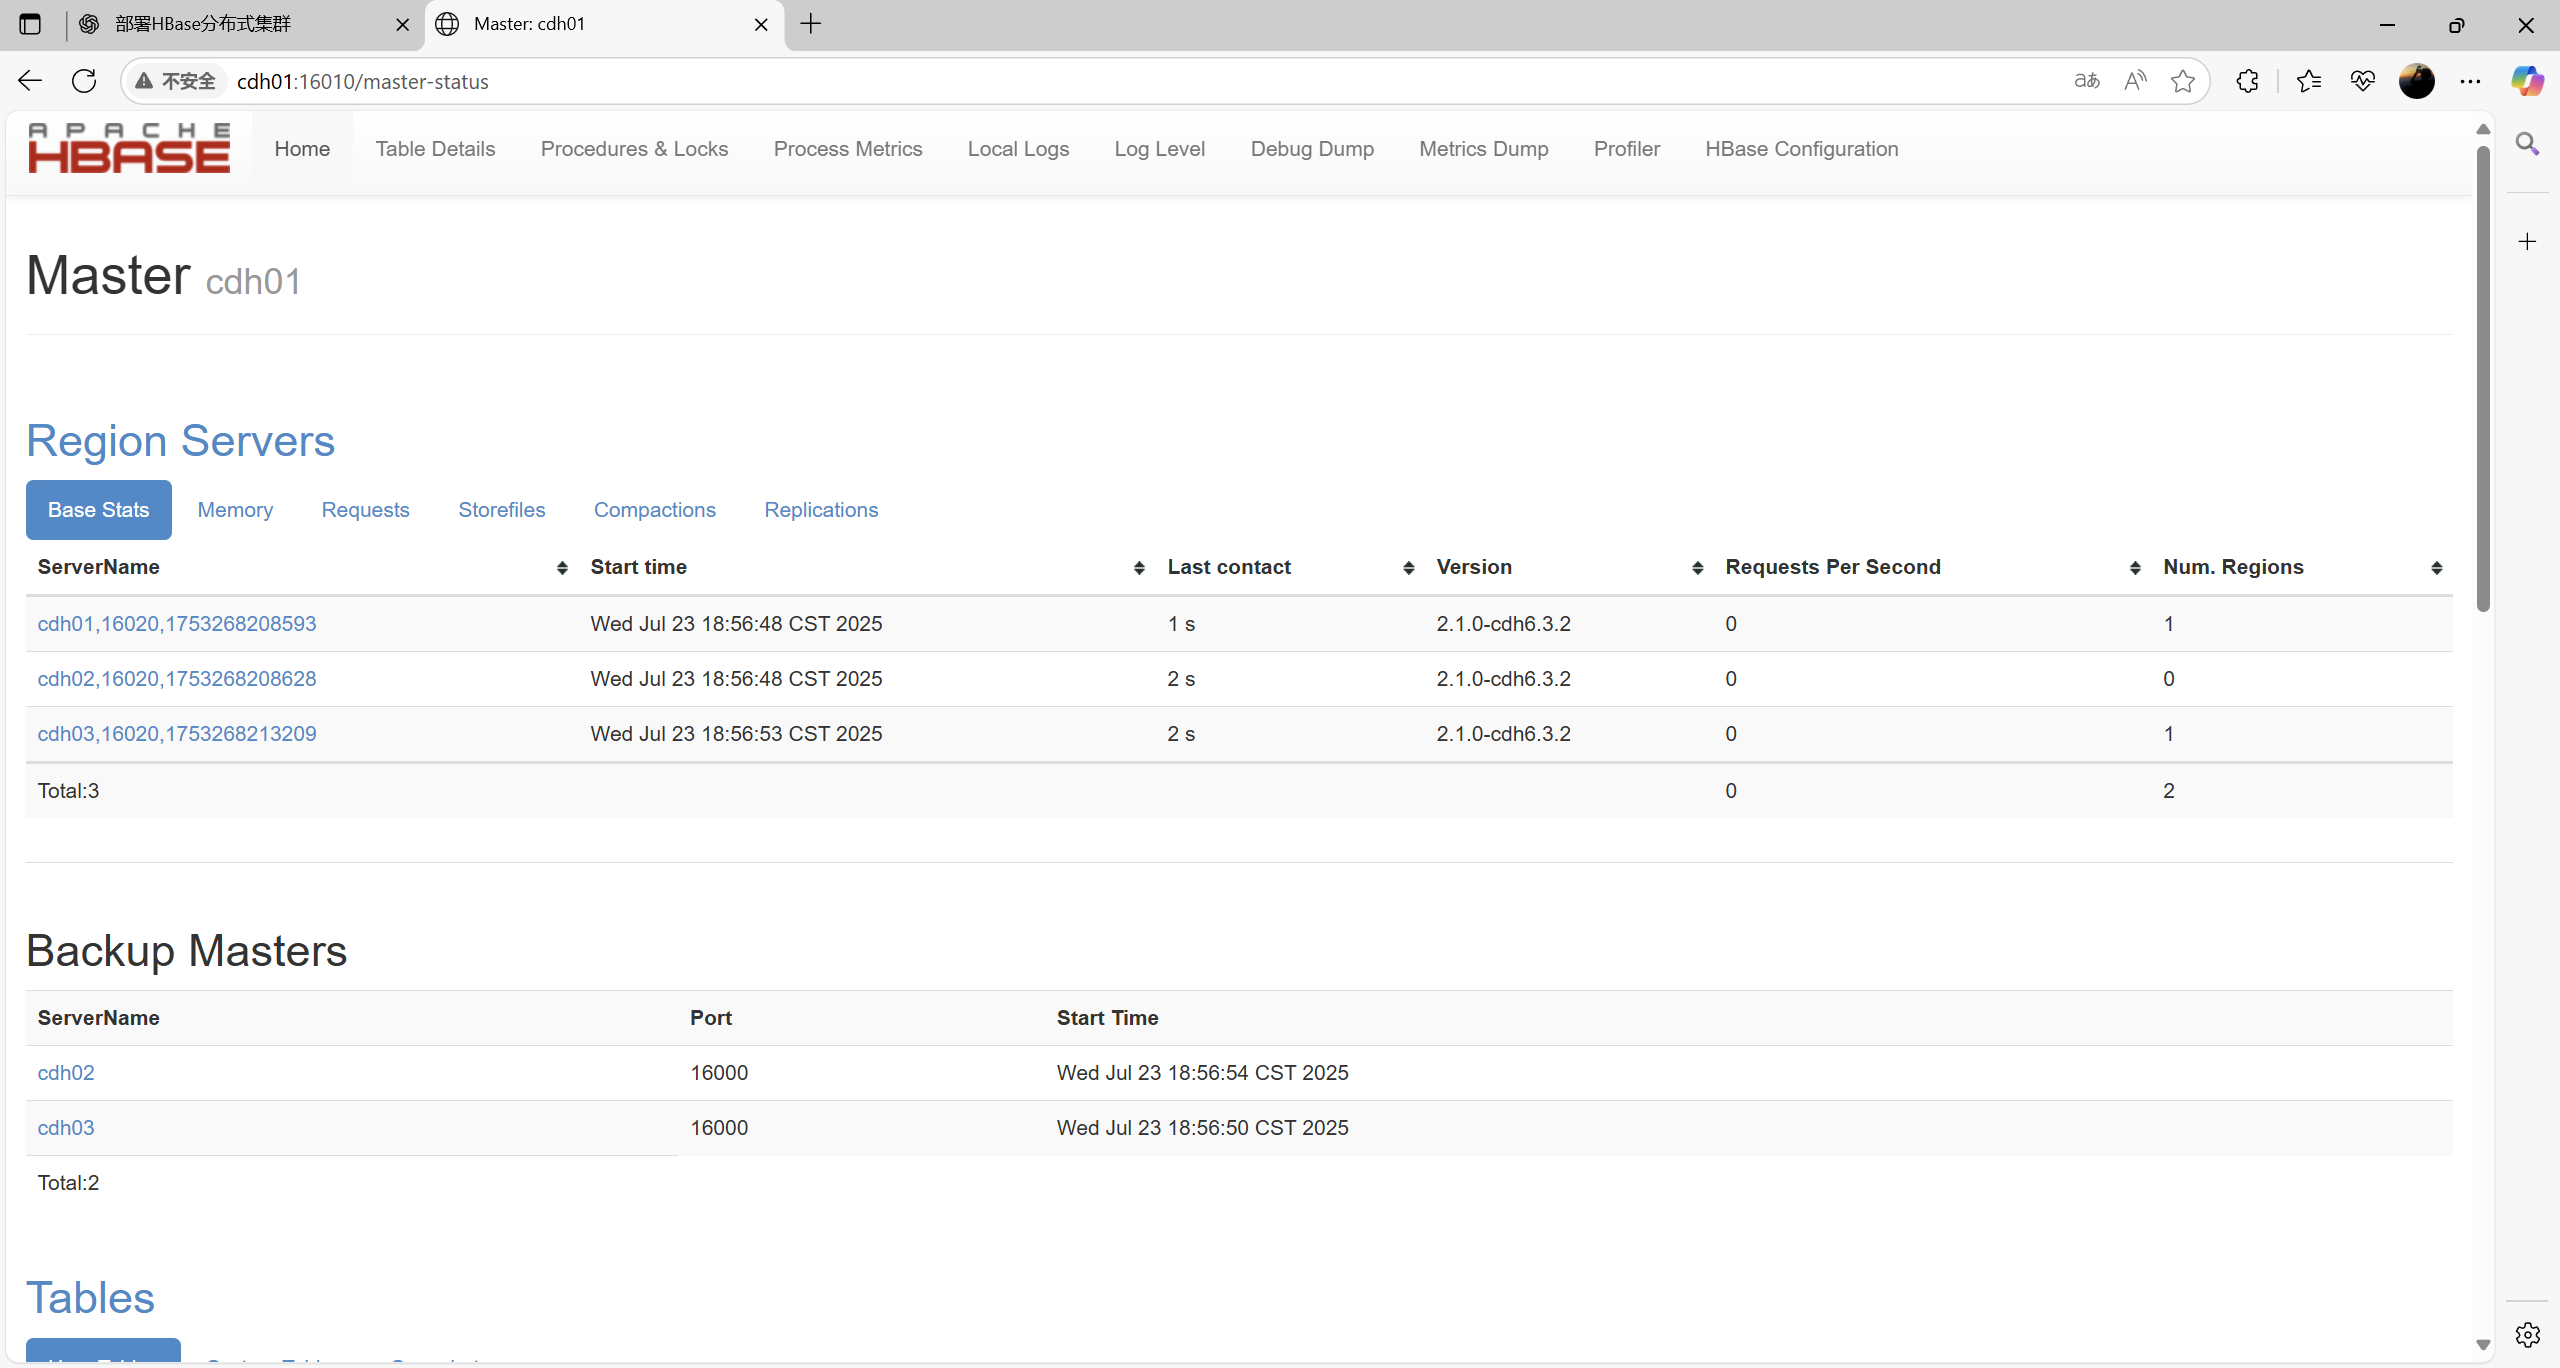 部署HBase分布式集群
Master: cdh01
不安全 cdh01:16010/master-status
APACHE
HBASE
Home Table Details Procedures & Locks Process Metrics Local Logs Log Level Debug Dump Metrics Dump Profiler HBase Configuration
Master cdh01
Region Servers
Base Stats Memory Requests Storefiles Compactions Replications
ServerName Start time Last contact Version Requests Per Second Num. Regions
cdh01,16020,1753268208593 Wed Jul 23 18:56:48 CST 2025 1 s 2.1.0-cdh6.3.2 0 1
cdh02,16020,1753268208628 Wed Jul 23 18:56:48 CST 2025 2 s 2.1.0-cdh6.3.2 0 0
cdh03,16020,1753268213209 Wed Jul 23 18:56:53 CST 2025 2 s 2.1.0-cdh6.3.2 0 1
Total:3 0 2
Backup Masters
ServerName Port Start Time
cdh02 16000 Wed Jul 23 18:56:54 CST 2025
cdh03 16000 Wed Jul 23 18:56:50 CST 2025
Total:2
Tables